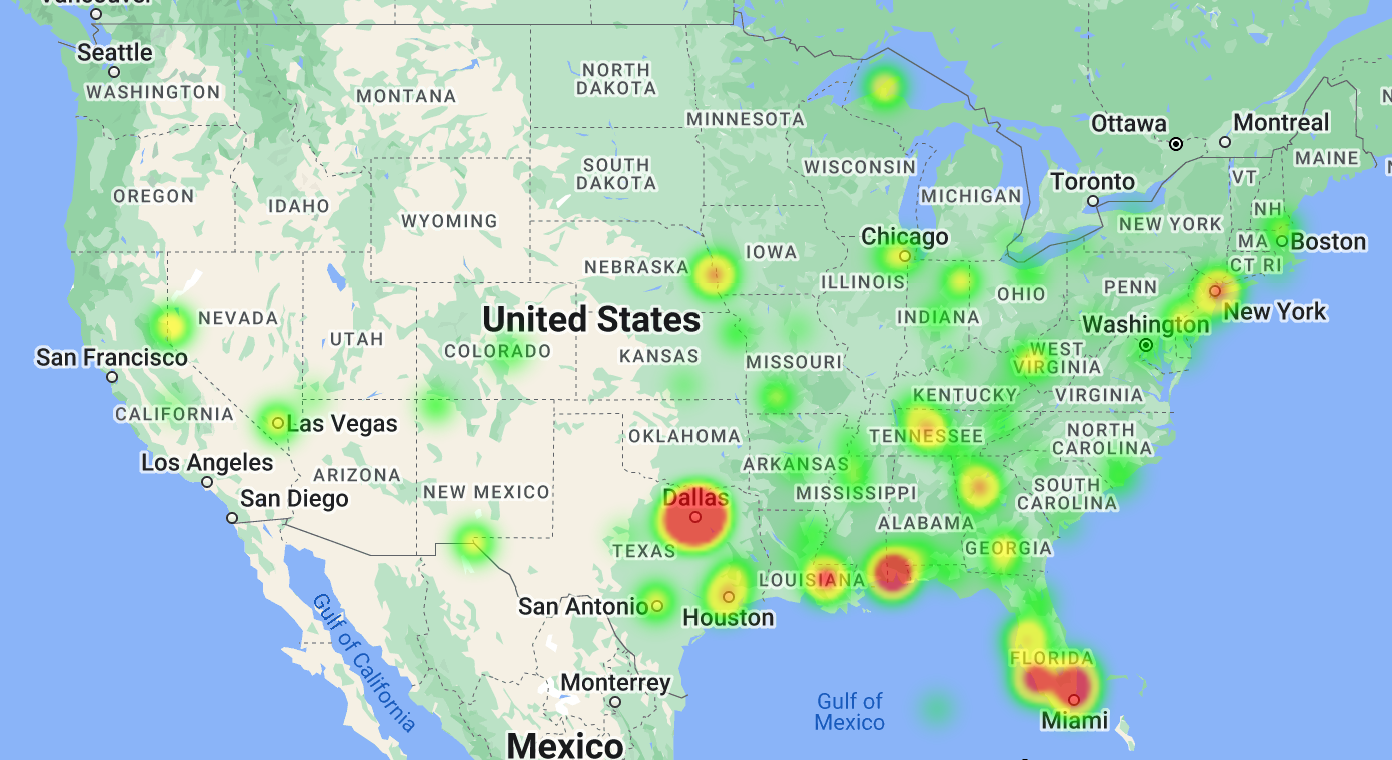 Seattle
WASHINGTON
MONTANA
NORTH
DAKOTA
MINNESOTA
Ottawa
Montreal
MAINE
VT
Toronto
WISCONSIN
MICHIGAN
SOUTH
DAKOTA
OREGON
IDAHO
WYOMING
NH
NEW YORK
MA
Boston
CT RI
Chicago
IOWA
NEBRASKA
ILLINOIS
OHIO
PENN
INDIANA
New York
Washington
NEVADA
UTAH
United States
COLORADO
KANSAS
MISSOURI
WEST
VIRGINIA
San Francisco
KENTUCKY
VIRGINIA
CALIFORNIA
Las Vegas
OKLAHOMA
TENNESSEE
NORTH
CAROLINA
Los Angeles
ARIZONA
NEW MEXICO
ARKANSAS
MISSISSIPPI
SOUTH
CAROLINA
San Diego
Dallas
ALABAMA
GEORGIA
TEXAS
LOUISIANA
San Antonio
Houston
Gulf of California
Monterrey
FLORIDA
Gulf of
Mexico
Miami
Mexico